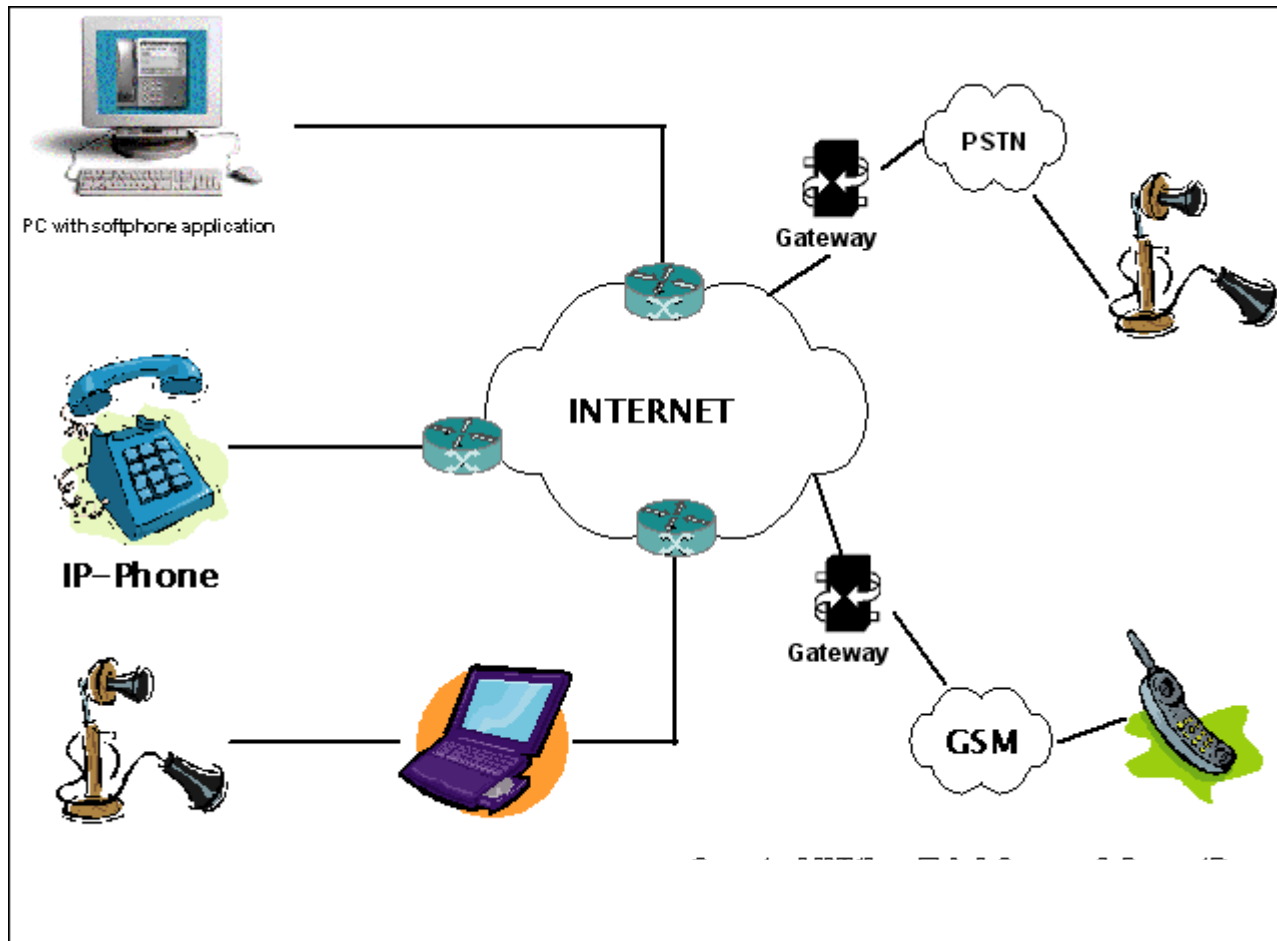 PC with softphone application
PSTN
Gateway
INTERNET
IP-Phone
Gateway
GSM